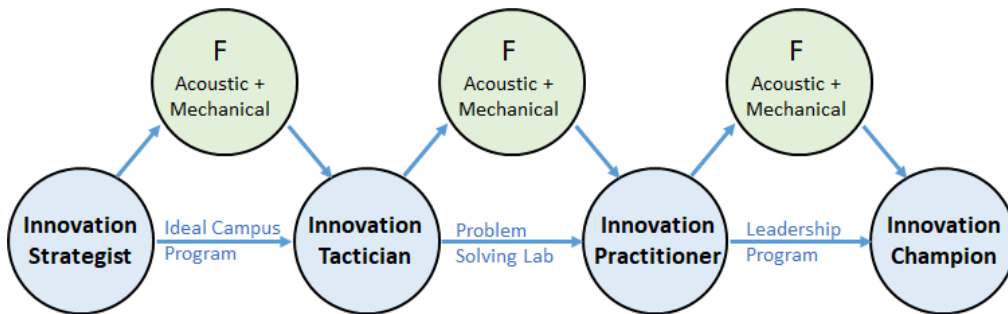 F
Acoustic +
Mechanical
F
Acoustic +
Mechanical
F
Acoustic +
Mechanical
Innovation
Strategist
Ideal Campus
Program
Innovation
Tactician
Problem
Solving Lab
Innovation
Practitioner
Leadership
Program
Innovation
Champion